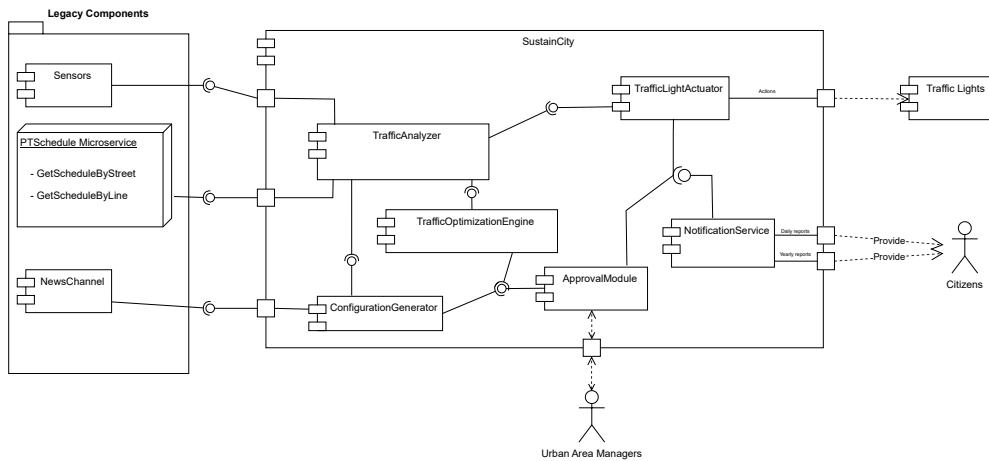 Legacy Components
SustainCity
Sensors
TrafficLightActuator
Actions
Traffic Lights
PTSchedule Microservice
- GetScheduleByStreet
- GetScheduleByLine
TrafficAnalyzer
TrafficOptimizationEngine
NotificationService
Daily reports
Yearly reports
Provide
Provide
Citizens
NewsChannel
ConfigurationGenerator
ApprovalModule
Urban Area Managers